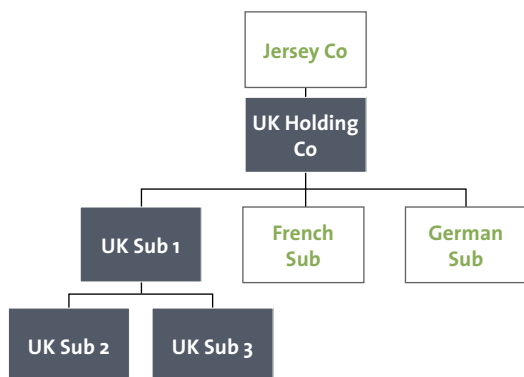 Jersey Co
UK Holding
Co
UK Sub 1
French
Sub
German
Sub
UK Sub 2
UK Sub 3